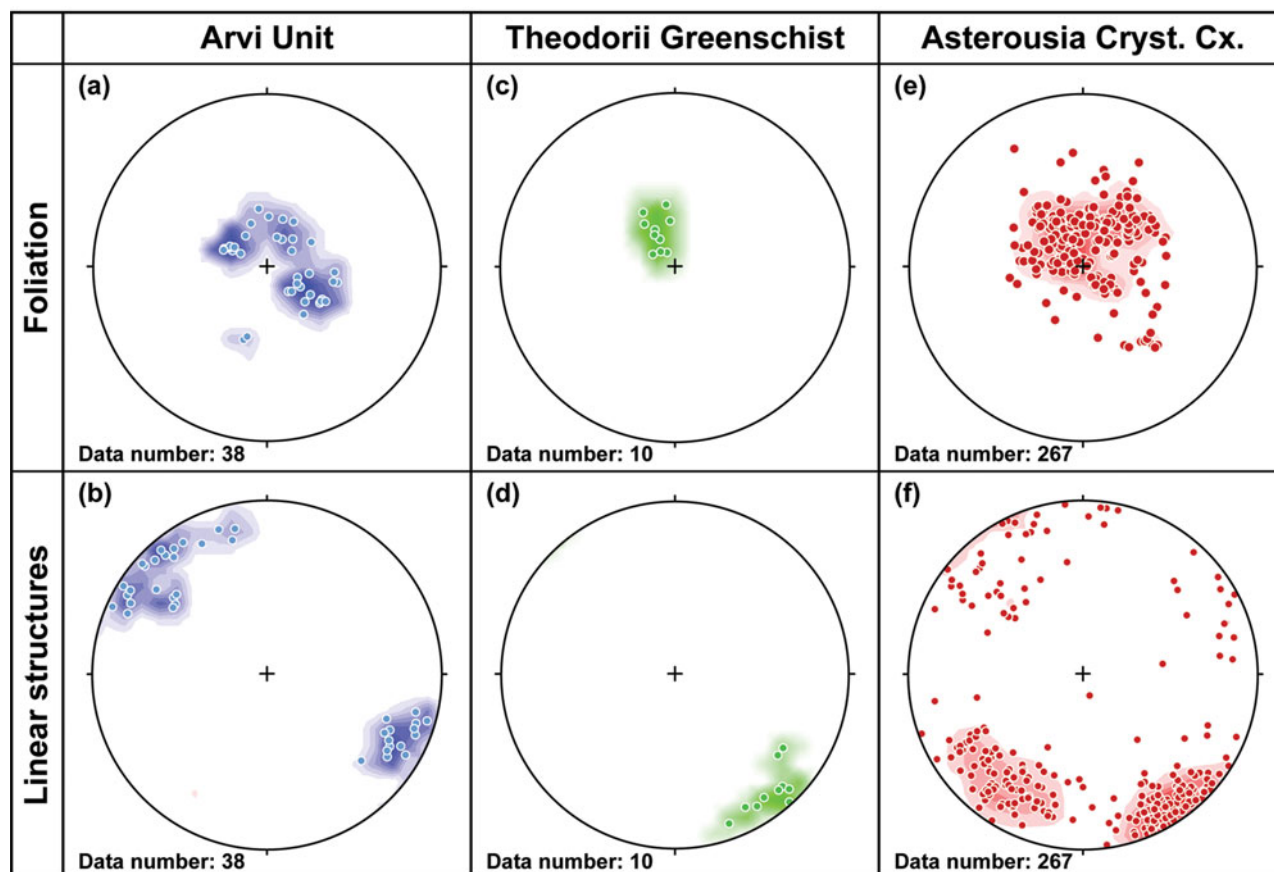 Arvi Unit
Theodorii Greenschist
Asterousia Cryst. Cx.
Foliation
(a)
Data number: 38
(c)
Data number: 10
(e)
Data number: 267
Linear structures
(b)
Data number: 38
(d)
Data number: 10
(f)
Data number: 267